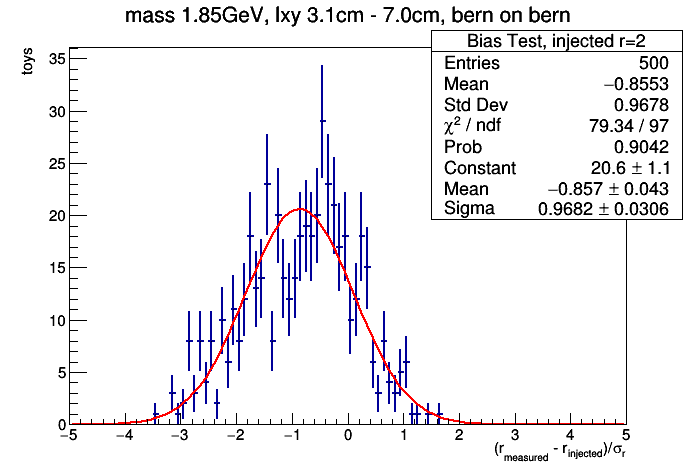 mass 1.85GeV, lxy 3.1cm - 7.0cm, bern on bern
Bias Test, injected r=2
Entries 500
Mean −0.8553
Std Dev 0.9678
χ² / ndf 79.34 / 97
Prob 0.9042
Constant 20.6 ± 1.1
Mean −0.857 ± 0.043
Sigma 0.9682 ± 0.0306
toys
35
30
25
20
15
10
5
0
−5 −4 −3 −2 −1 0 1 2 3 4 5
(r_measured - r_injected)/σ_r